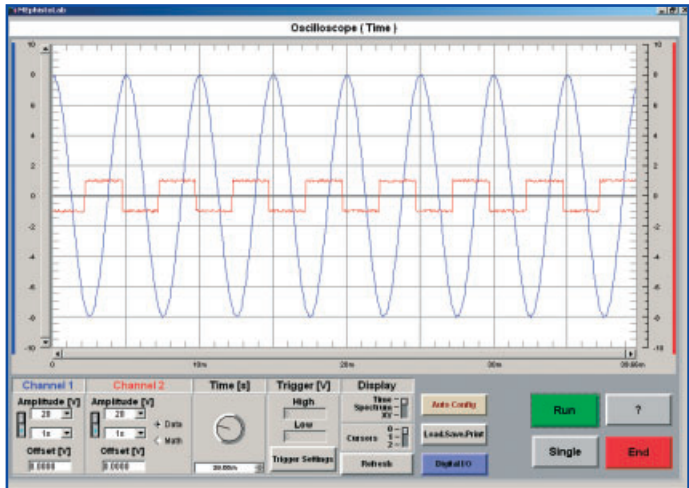 Oscilloscope ( Time )
10 10
8 8
6 6
4 4
2 2
0 0
-2 -2
-4 -4
-6 -6
-8 -8
-10 -10
0 10m 20m 30m
Channel 1 Channel 2 Time [s] Trigger [V] Display
Amplitude [V] Amplitude [V] High Time
20 20 Spectrum
XY
1x 1x Data Low Cursors 0
1
2
Math
Offset [V] Offset [V]
0.0000 0.0000
Trigger Settings Refresh
Auto Config
Load,Save,Print
Digital I/O
Run ?
Single End